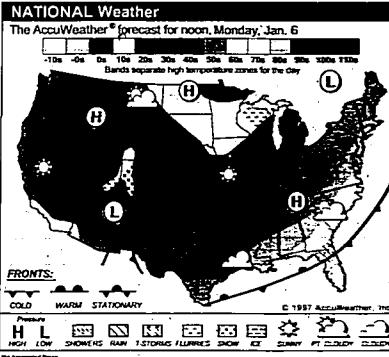 NATIONAL Weather
The AccuWeather® forecast for noon, Monday, Jan. 6
-10s -0s 0s 10s 20s 30s 40s 50s 60s 70s 80s 90s 100s 110s
Bands separate high temperature zones for the day
H
H
L
H
L
FRONTS:
COLD WARM STATIONARY
© 1997 AccuWeather, Inc.
Pressure
H L
HIGH LOW SHOWERS RAIN T-STORMS FLURRIES SNOW ICE SUNNY PT. CLOUDY CLOUDY